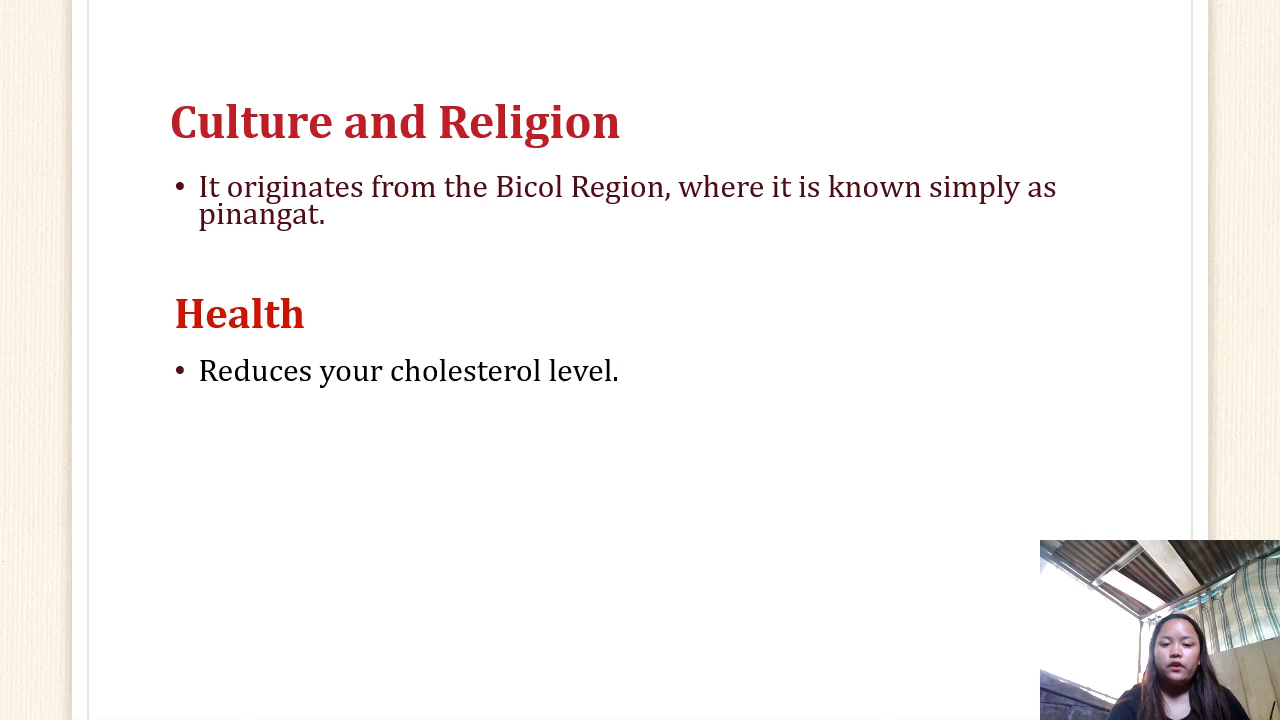 Culture and Religion
• It originates from the Bicol Region, where it is known simply as
pinangat.
Health
• Reduces your cholesterol level.